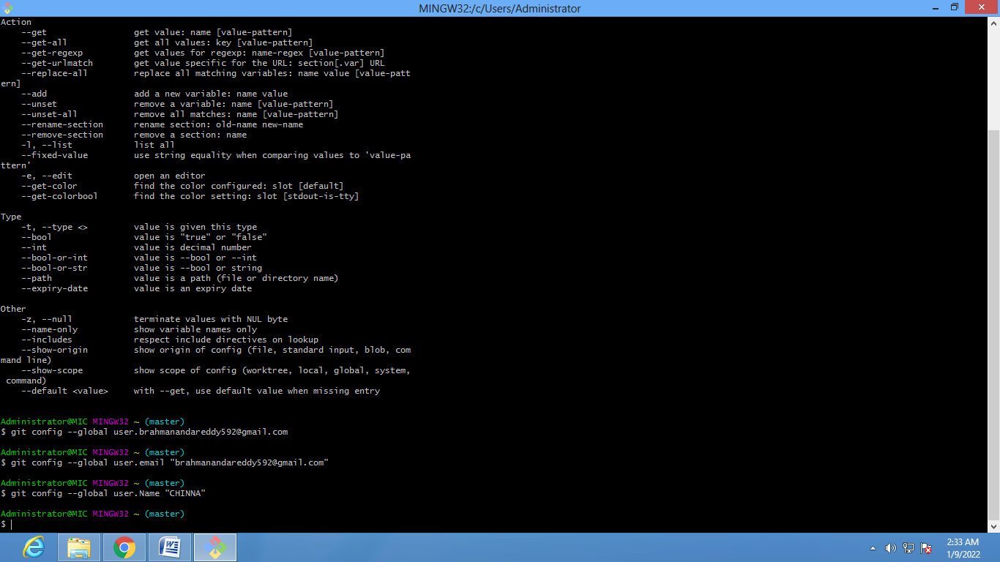 MINGW32:/c/Users/Administrator
Action
    --get                 get value: name [value-pattern]
    --get-all             get all values: key [value-pattern]
    --get-regexp          get values for regexp: name-regex [value-pattern]
    --get-urlmatch        get value specific for the URL: section[.var] URL
    --replace-all         replace all matching variables: name value [value-patt
ern]
    --add                 add a new variable: name value
    --unset               remove a variable: name [value-pattern]
    --unset-all           remove all matches: name [value-pattern]
    --rename-section      rename section: old-name new-name
    --remove-section      remove a section: name
    -l, --list            list all
    --fixed-value         use string equality when comparing values to 'value-pa
ttern'
    -e, --edit            open an editor
    --get-color           find the color configured: slot [default]
    --get-colorbool       find the color setting: slot [stdout-is-tty]

Type
    -t, --type <>         value is given this type
    --bool                value is "true" or "false"
    --int                 value is decimal number
    --bool-or-int         value is --bool or --int
    --bool-or-str         value is --bool or string
    --path                value is a path (file or directory name)
    --expiry-date         value is an expiry date

Other
    -z, --null            terminate values with NUL byte
    --name-only           show variable names only
    --includes            respect include directives on lookup
    --show-origin         show origin of config (file, standard input, blob, com
mand line)
    --show-scope          show scope of config (worktree, local, global, system,
 command)
    --default <value>     with --get, use default value when missing entry

Administrator@MIC MINGW32 ~ (master)
$ git config --global user.brahmanandareddy592@gmail.com

Administrator@MIC MINGW32 ~ (master)
$ git config --global user.email "brahmanandareddy592@gmail.com"

Administrator@MIC MINGW32 ~ (master)
$ git config --global user.Name "CHINNA"

Administrator@MIC MINGW32 ~ (master)
$
2:33 AM
1/9/2022